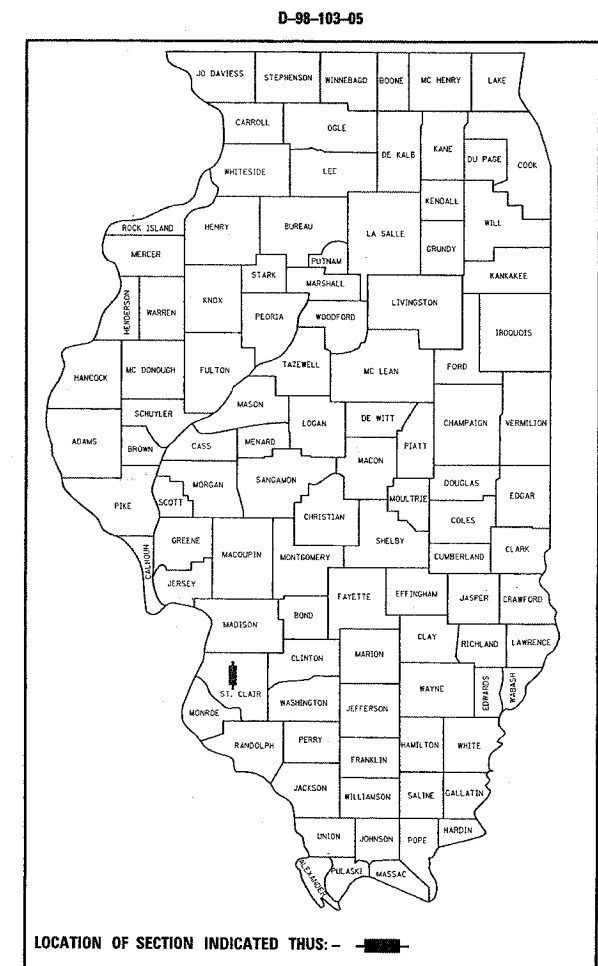 D-98-103-05
JO DAVIESS STEPHENSON WINNEBAGO BOONE MC HENRY LAKE
CARROLL OGLE
DE KALB KANE DU PAGE COOK
WHITESIDE LEE
KENDALL
WILL
ROCK ISLAND HENRY BUREAU LA SALLE
GRUNDY
MERCER
PUTNAM
STARK KANKAKEE
MARSHALL
HENDERSON WARREN KNOX PEORIA WOODFORD LIVINGSTON
IROQUOIS
HANCOCK MC DONOUGH FULTON TAZEWELL MC LEAN FORD
MASON
SCHUYLER DE WITT
ADAMS BROWN CASS MENARD LOGAN PIATT CHAMPAIGN VERMILION
MACON
PIKE SCOTT MORGAN SANGAMON DOUGLAS
MOULTRIE EDGAR
CHRISTIAN COLES
GREENE SHELBY
CALHOUN MACOUPIN MONTGOMERY CUMBERLAND CLARK
JERSEY
FAYETTE EFFINGHAM JASPER CRAWFORD
MADISON BOND
CLAY RICHLAND LAWRENCE
CLINTON MARION
ST. CLAIR WAYNE EDWARDS WABASH
WASHINGTON JEFFERSON
MONROE
RANDOLPH PERRY HAMILTON WHITE
FRANKLIN
JACKSON WILLIAMSON SALINE GALLATIN
UNION JOHNSON POPE HARDIN
ALEXANDER PULASKI MASSAC
LOCATION OF SECTION INDICATED THUS: -